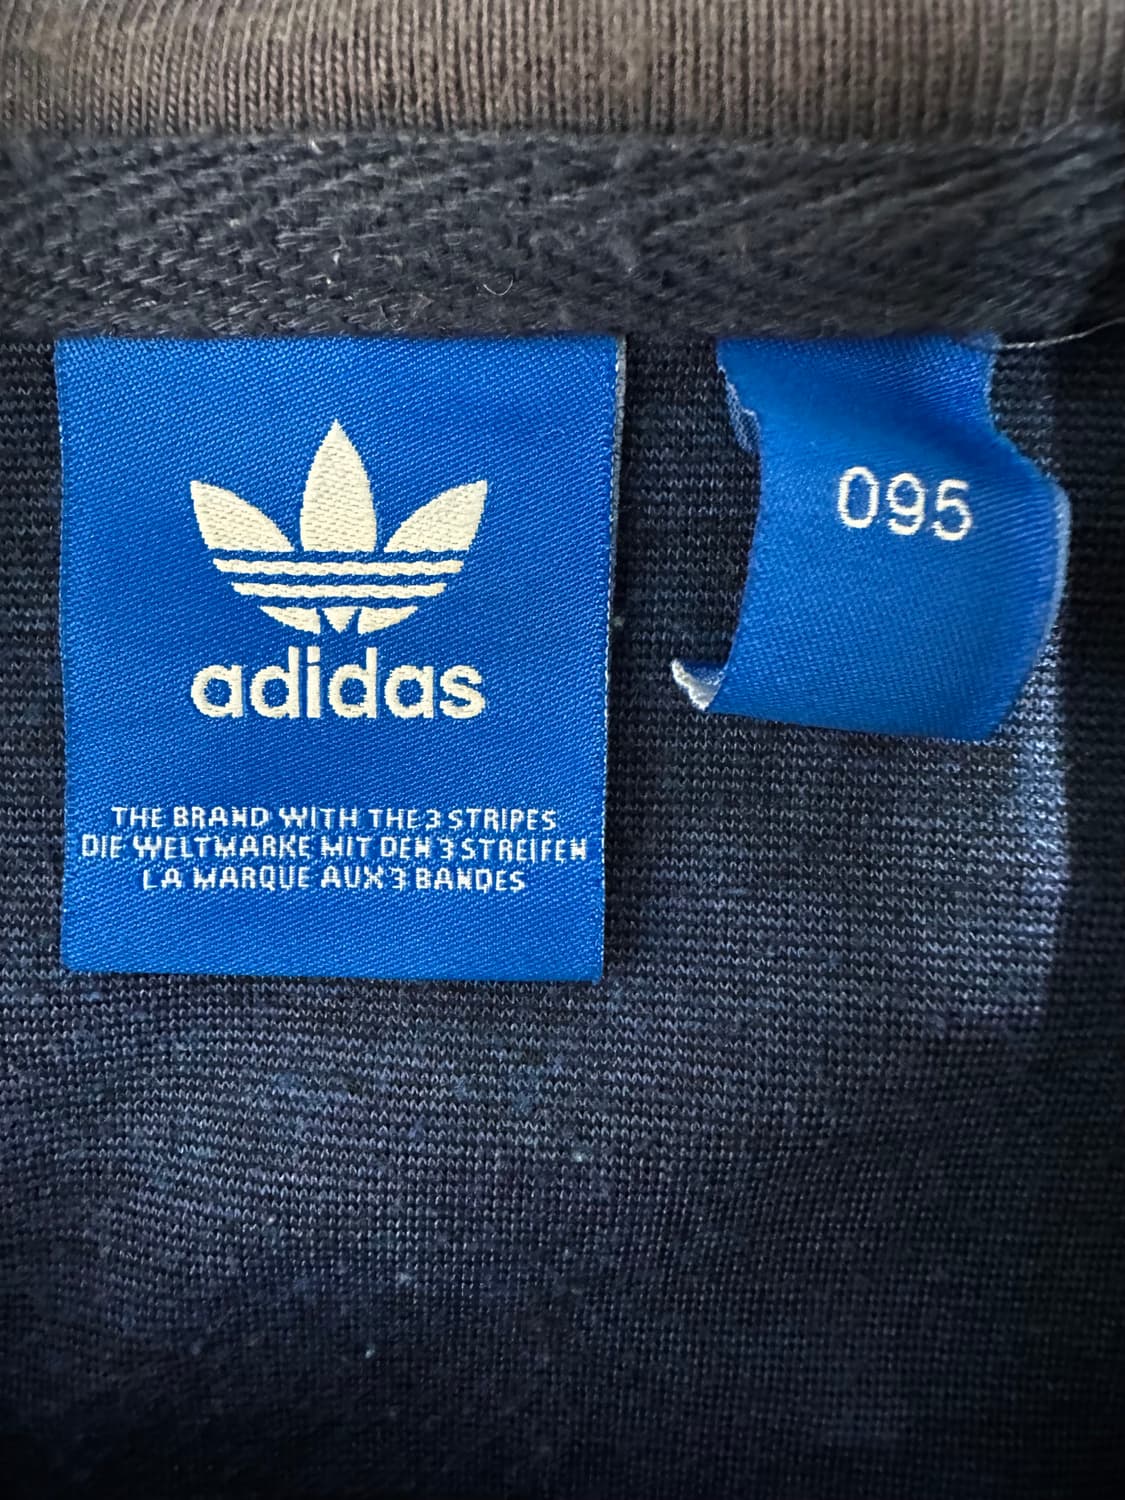 adidas
THE BRAND WITH THE 3 STRIPES
DIE WELTMARKE MIT DEN 3 STREIFEN
LA MARQUE AUX 3 BANDES
095